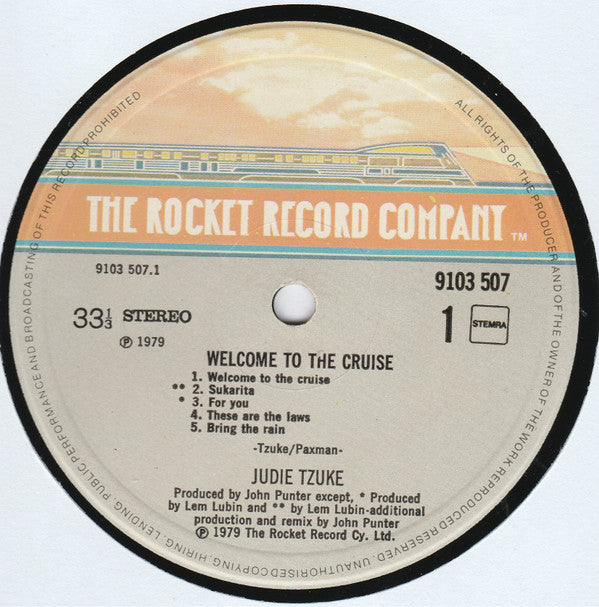 THE ROCKET RECORD COMPANY TM
9103 507.1
9103 507
33⅓ STEREO
℗ 1979
1
STEMRA
WELCOME TO THE CRUISE
1. Welcome to the cruise
** 2. Sukarita
* 3. For you
4. These are the laws
5. Bring the rain
-Tzuke/Paxman-
JUDIE TZUKE
Produced by John Punter except, * Produced
by Lem Lubin and ** by Lem Lubin-additional
production and remix by John Punter
℗ 1979 The Rocket Record Cy. Ltd.
ALL RIGHTS OF THE PRODUCER AND OF THE OWNER OF THE WORK REPRODUCED RESERVED. UNAUTHORISED COPYING, HIRING, LENDING, PUBLIC PERFORMANCE AND BROADCASTING OF THIS RECORD PROHIBITED